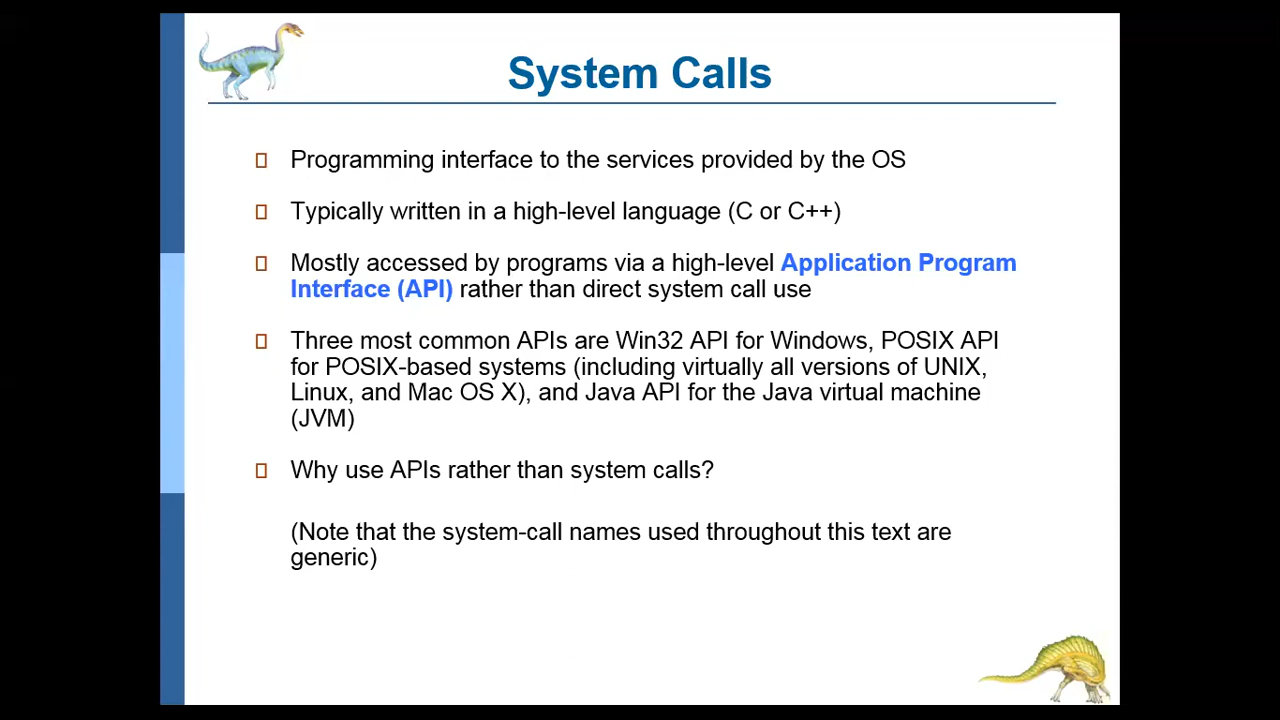 System Calls
Programming interface to the services provided by the OS
Typically written in a high-level language (C or C++)
Mostly accessed by programs via a high-level Application Program
Interface (API) rather than direct system call use
Three most common APIs are Win32 API for Windows, POSIX API
for POSIX-based systems (including virtually all versions of UNIX,
Linux, and Mac OS X), and Java API for the Java virtual machine
(JVM)
Why use APIs rather than system calls?
(Note that the system-call names used throughout this text are
generic)